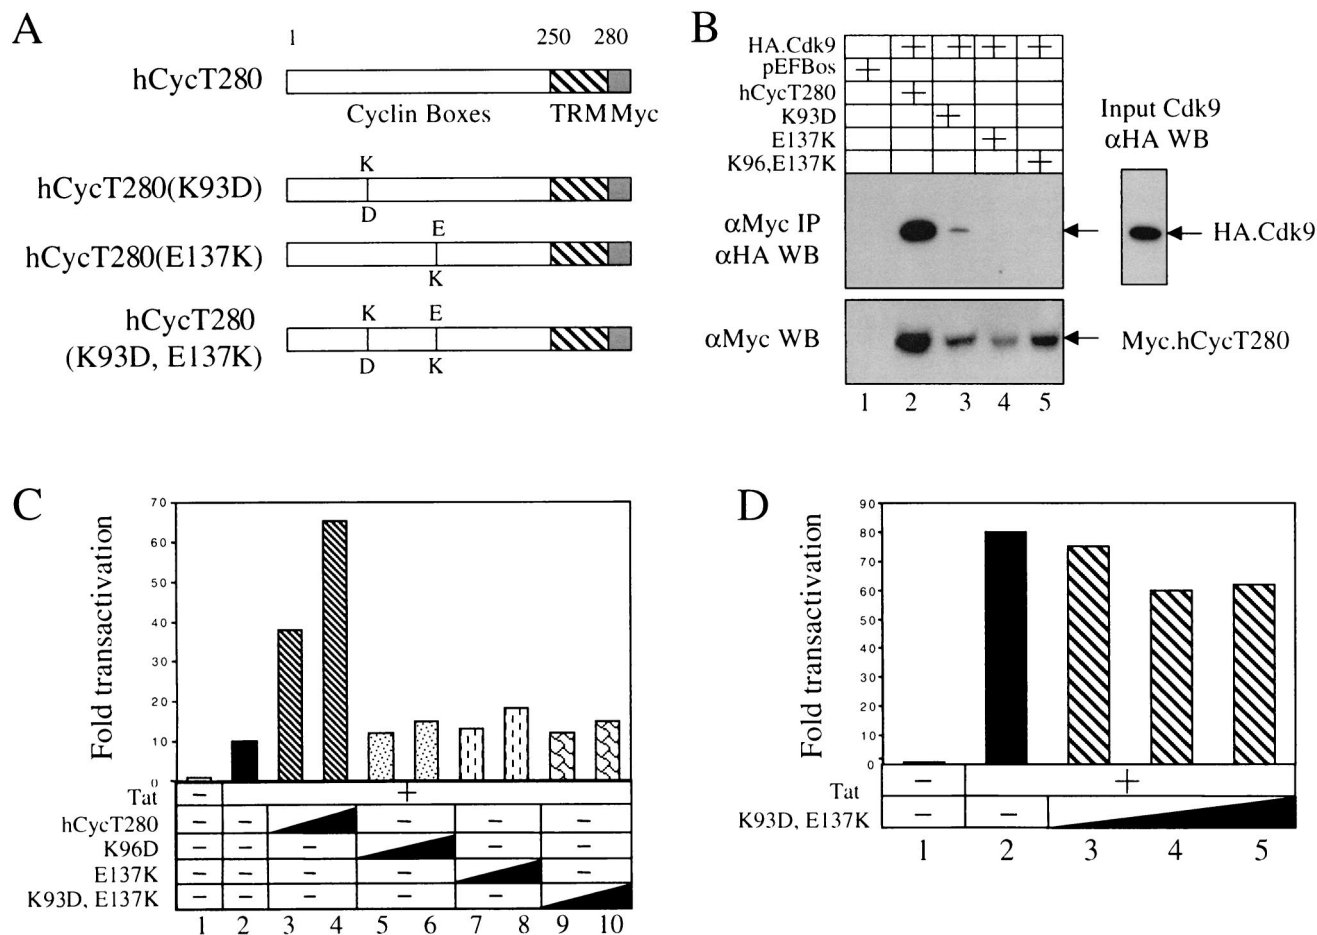 A
1 250 280
hCycT280
Cyclin Boxes TRM Myc
K
hCycT280(K93D)
D
E
hCycT280(E137K)
K
K E
hCycT280
(K93D, E137K)
D K
B
HA.Cdk9 + + + +
pEFBos +
hCycT280 +
K93D +
E137K +
K96,E137K +
αMyc IP
αHA WB
αMyc WB
1 2 3 4 5
Input Cdk9
αHA WB
HA.Cdk9
Myc.hCycT280
C
Fold transactivation
70
60
50
40
30
20
10
0
Tat − +
hCycT280 − − − − −
K96D − − − − −
E137K − − − − −
K93D, E137K − − − − −
1 2 3 4 5 6 7 8 9 10
D
Fold transactivation
90
80
70
60
50
40
30
20
10
0
Tat − +
K93D, E137K − −
1 2 3 4 5